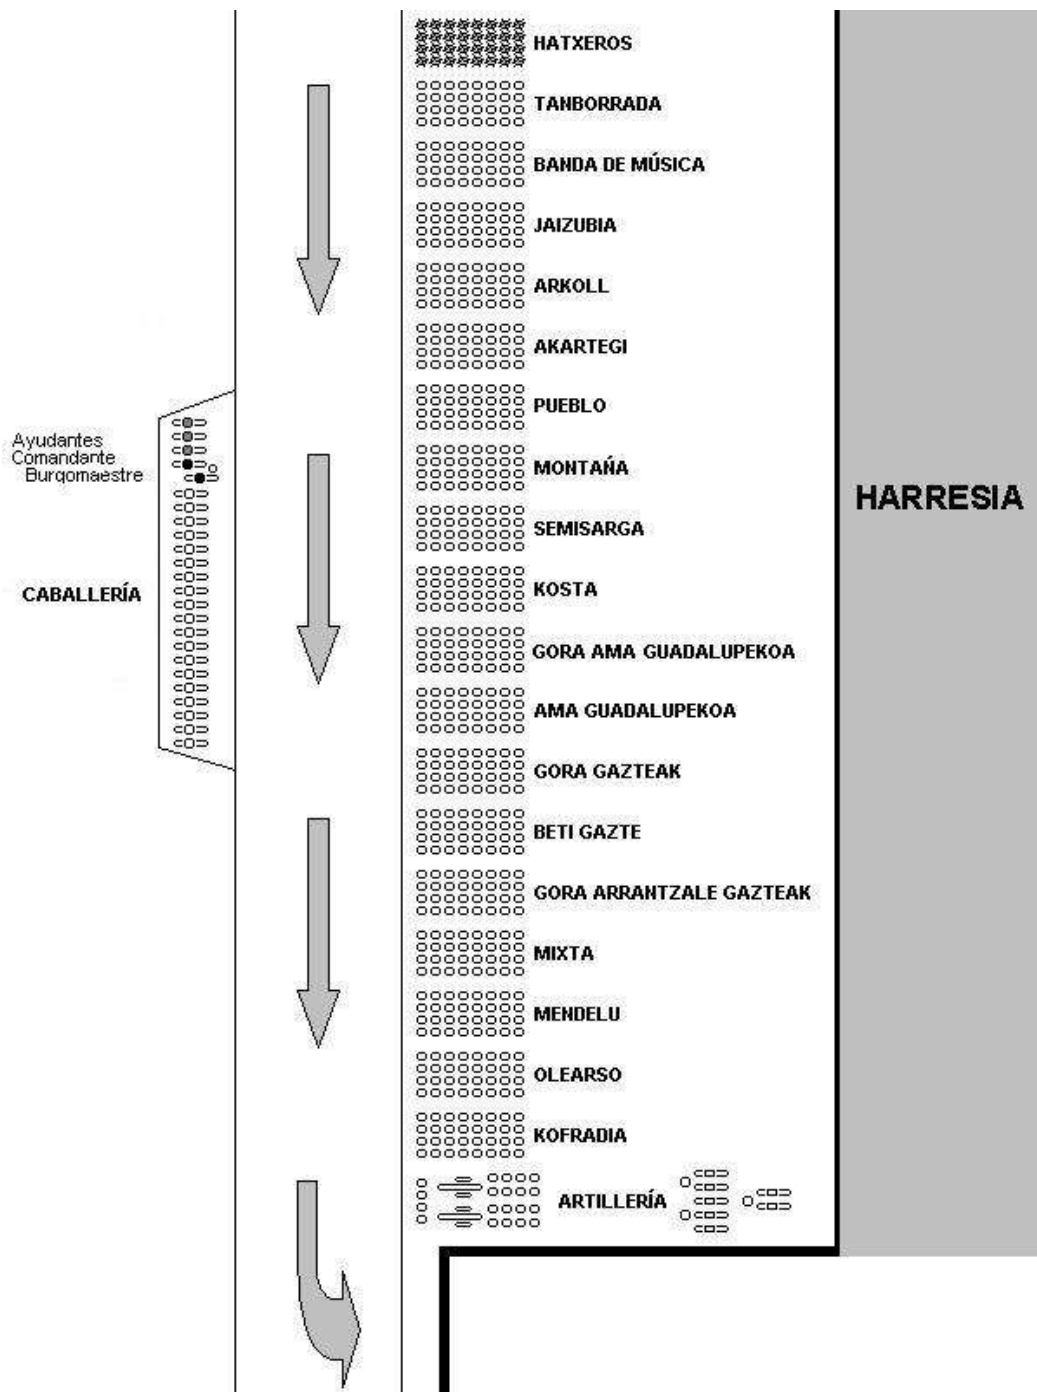 HATXEROS
TANBORRADA
BANDA DE MÚSICA
JAIZUBIA
ARKOLL
AKARTEGI
PUEBLO
Ayudantes
Comandante
Burgomaestre
MONTAÑA
HARRESIA
SEMISARGA
CABALLERÍA
KOSTA
GORA AMA GUADALUPEKOA
AMA GUADALUPEKOA
GORA GAZTEAK
BETI GAZTE
GORA ARRANTZALE GAZTEAK
MIXTA
MENDELU
OLEARSO
KOFRADIA
ARTILLERÍA